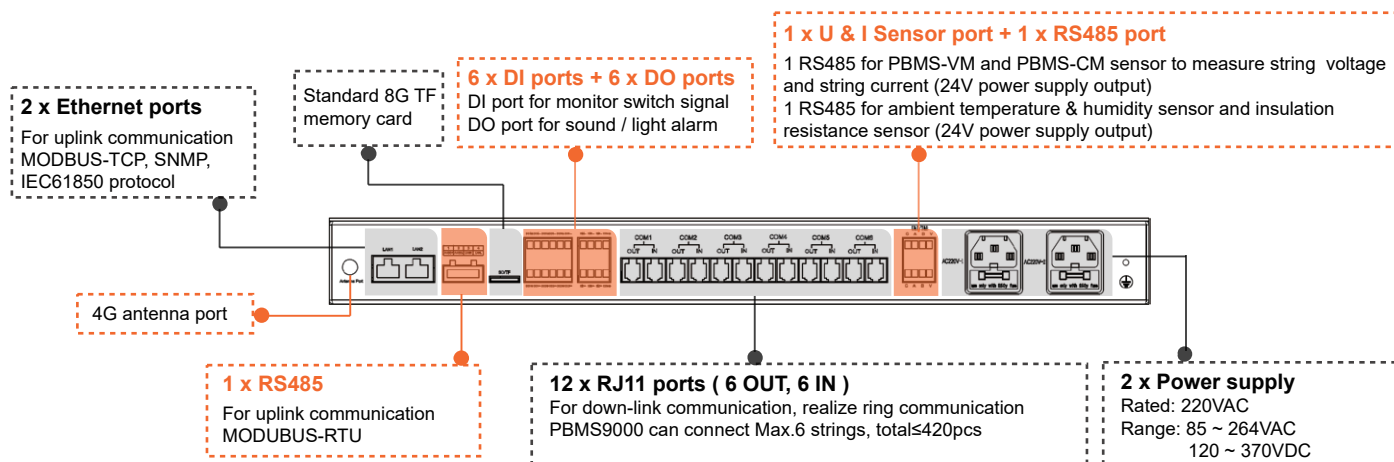 1 x U & I Sensor port + 1 x RS485 port
1 RS485 for PBMS-VM and PBMS-CM sensor to measure string voltage
and string current (24V power supply output)
1 RS485 for ambient temperature & humidity sensor and insulation
resistance sensor (24V power supply output)
6 x DI ports + 6 x DO ports
DI port for monitor switch signal
DO port for sound / light alarm
Standard 8G TF
memory card
2 x Ethernet ports
For uplink communication
MODBUS-TCP, SNMP,
IEC61850 protocol
LAN1 LAN2
COM1 COM2 COM3 COM4 COM5 COM6
OUT IN OUT IN OUT IN OUT IN OUT IN OUT IN
AC220V-1 AC220V-2
Antenna Port
4G antenna port
1 x RS485
For uplink communication
MODUBUS-RTU
12 x RJ11 ports ( 6 OUT, 6 IN )
For down-link communication, realize ring communication
PBMS9000 can connect Max.6 strings, total≤420pcs
2 x Power supply
Rated: 220VAC
Range: 85 ~ 264VAC
120 ~ 370VDC